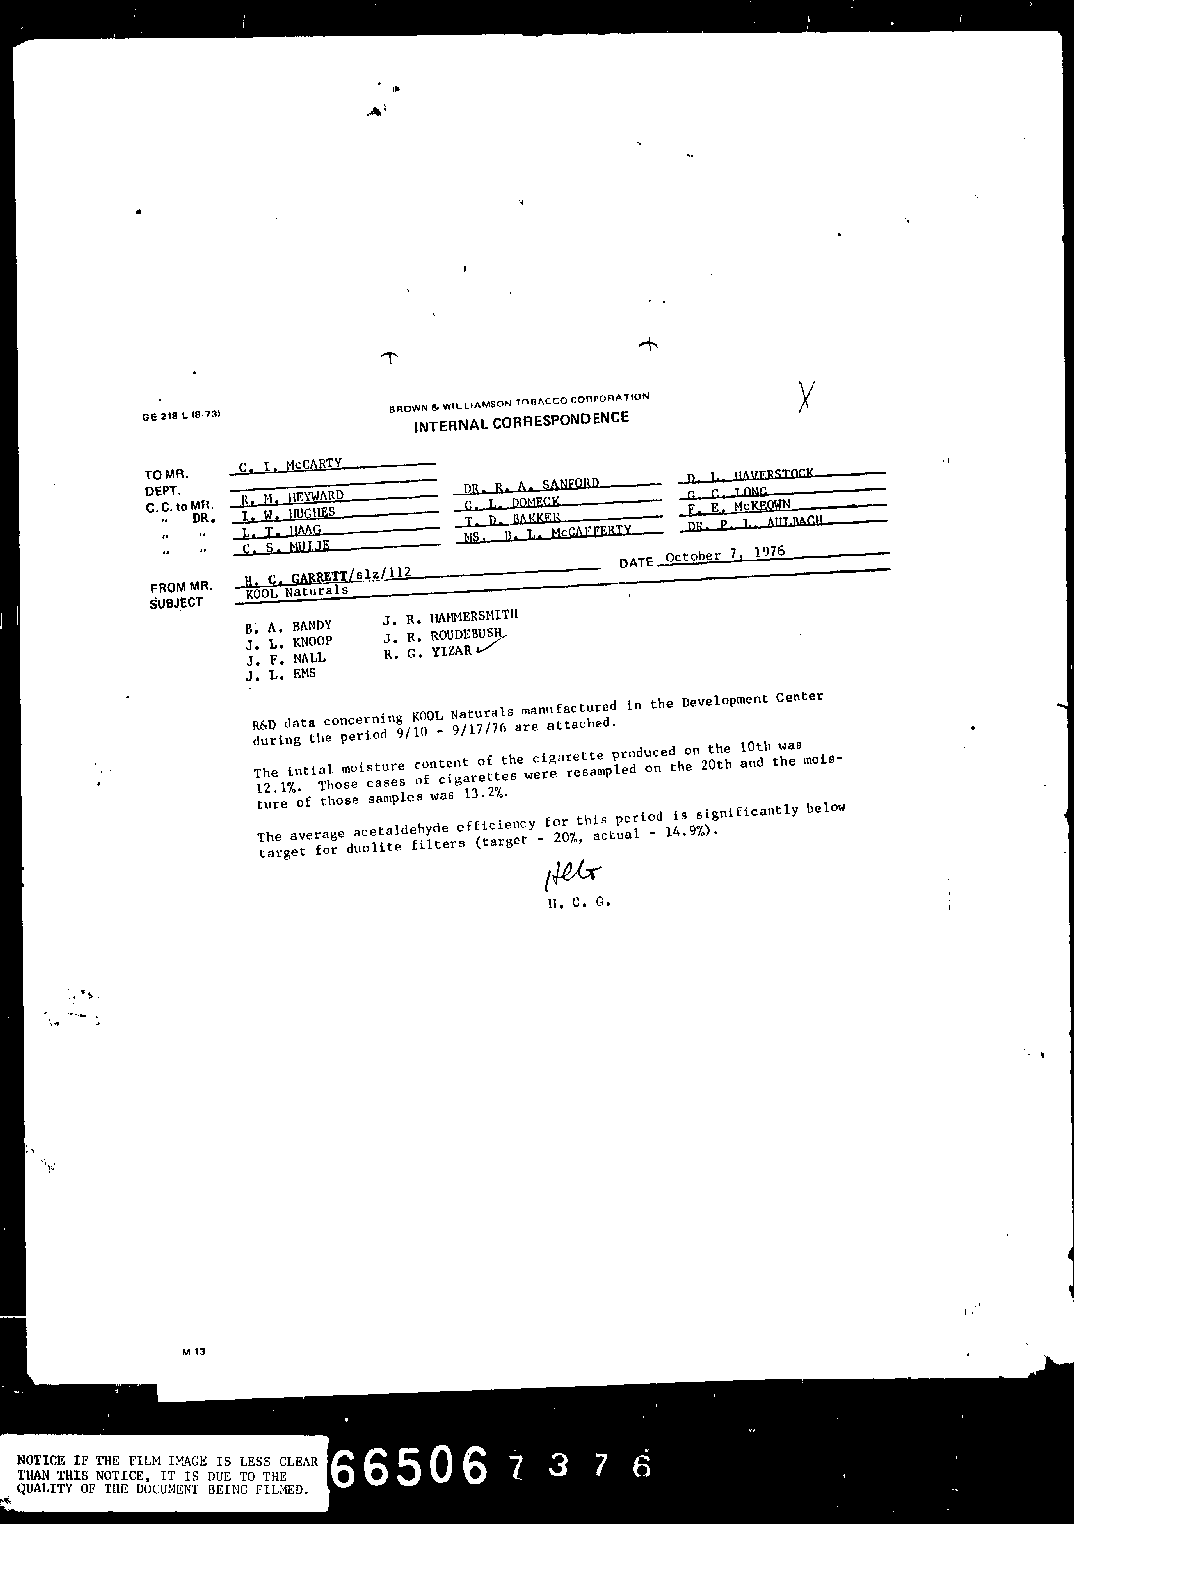 GE 218 L (8-73)
BROWN & WILLIAMSON TOBACCO CORPORATION
INTERNAL CORRESPONDENCE
TO MR. C. I. McCARTY
DEPT.
C. C. to MR. R. M. HEYWARD DR. R. A. SANFORD D. L. HAVERSTOCK
" DR. I. W. HUGHES C. L. DOMECK G. C. LONG
" " L. T. HAAG T. D. BAKKER F. E. McKEOWN
" " C. S. MUIJE MS. B. L. McCAFFERTY DR. P. L. AULBACH
FROM MR. H. C. GARRETT/slz/112 DATE October 7, 1976
SUBJECT KOOL Naturals
B. A. BANDY J. R. HAMMERSMITH
J. L. KNOOP J. R. ROUDEBUSH
J. F. NALL R. G. YIZAR
J. L. EMS
R&D data concerning KOOL Naturals manufactured in the Development Center
during the period 9/10 - 9/17/76 are attached.
The intial moisture content of the cigarette produced on the 10th was
12.1%. Those cases of cigarettes were resampled on the 20th and the mois-
ture of those samples was 13.2%.
The average acetaldehyde efficiency for this period is significantly below
target for duolite filters (target - 20%, actual - 14.9%).
H. C. G.
M 13
NOTICE IF THE FILM IMAGE IS LESS CLEAR
THAN THIS NOTICE, IT IS DUE TO THE
QUALITY OF THE DOCUMENT BEING FILMED.
66506 7376